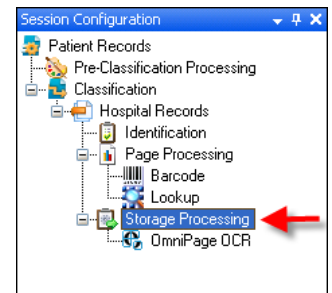 Session Configuration
Patient Records
Pre-Classification Processing
Classification
Hospital Records
Identification
Page Processing
Barcode
Lookup
Storage Processing
OmniPage OCR